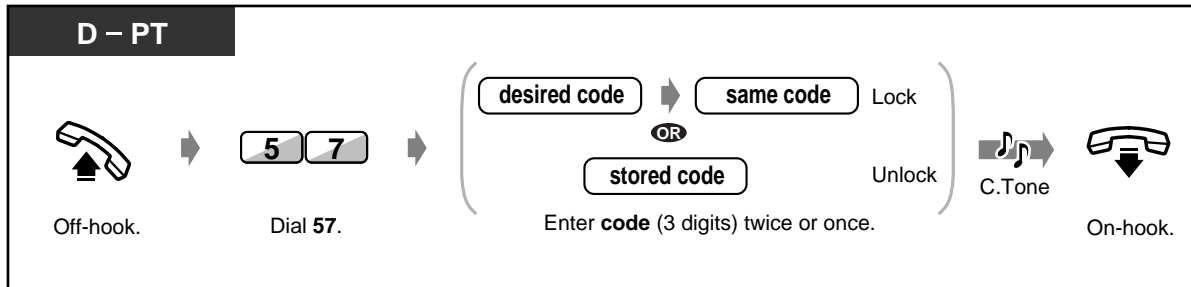 D – PT
desired code same code Lock
OR
5 7
stored code Unlock
C.Tone
Off-hook. Dial 57. Enter code (3 digits) twice or once. On-hook.